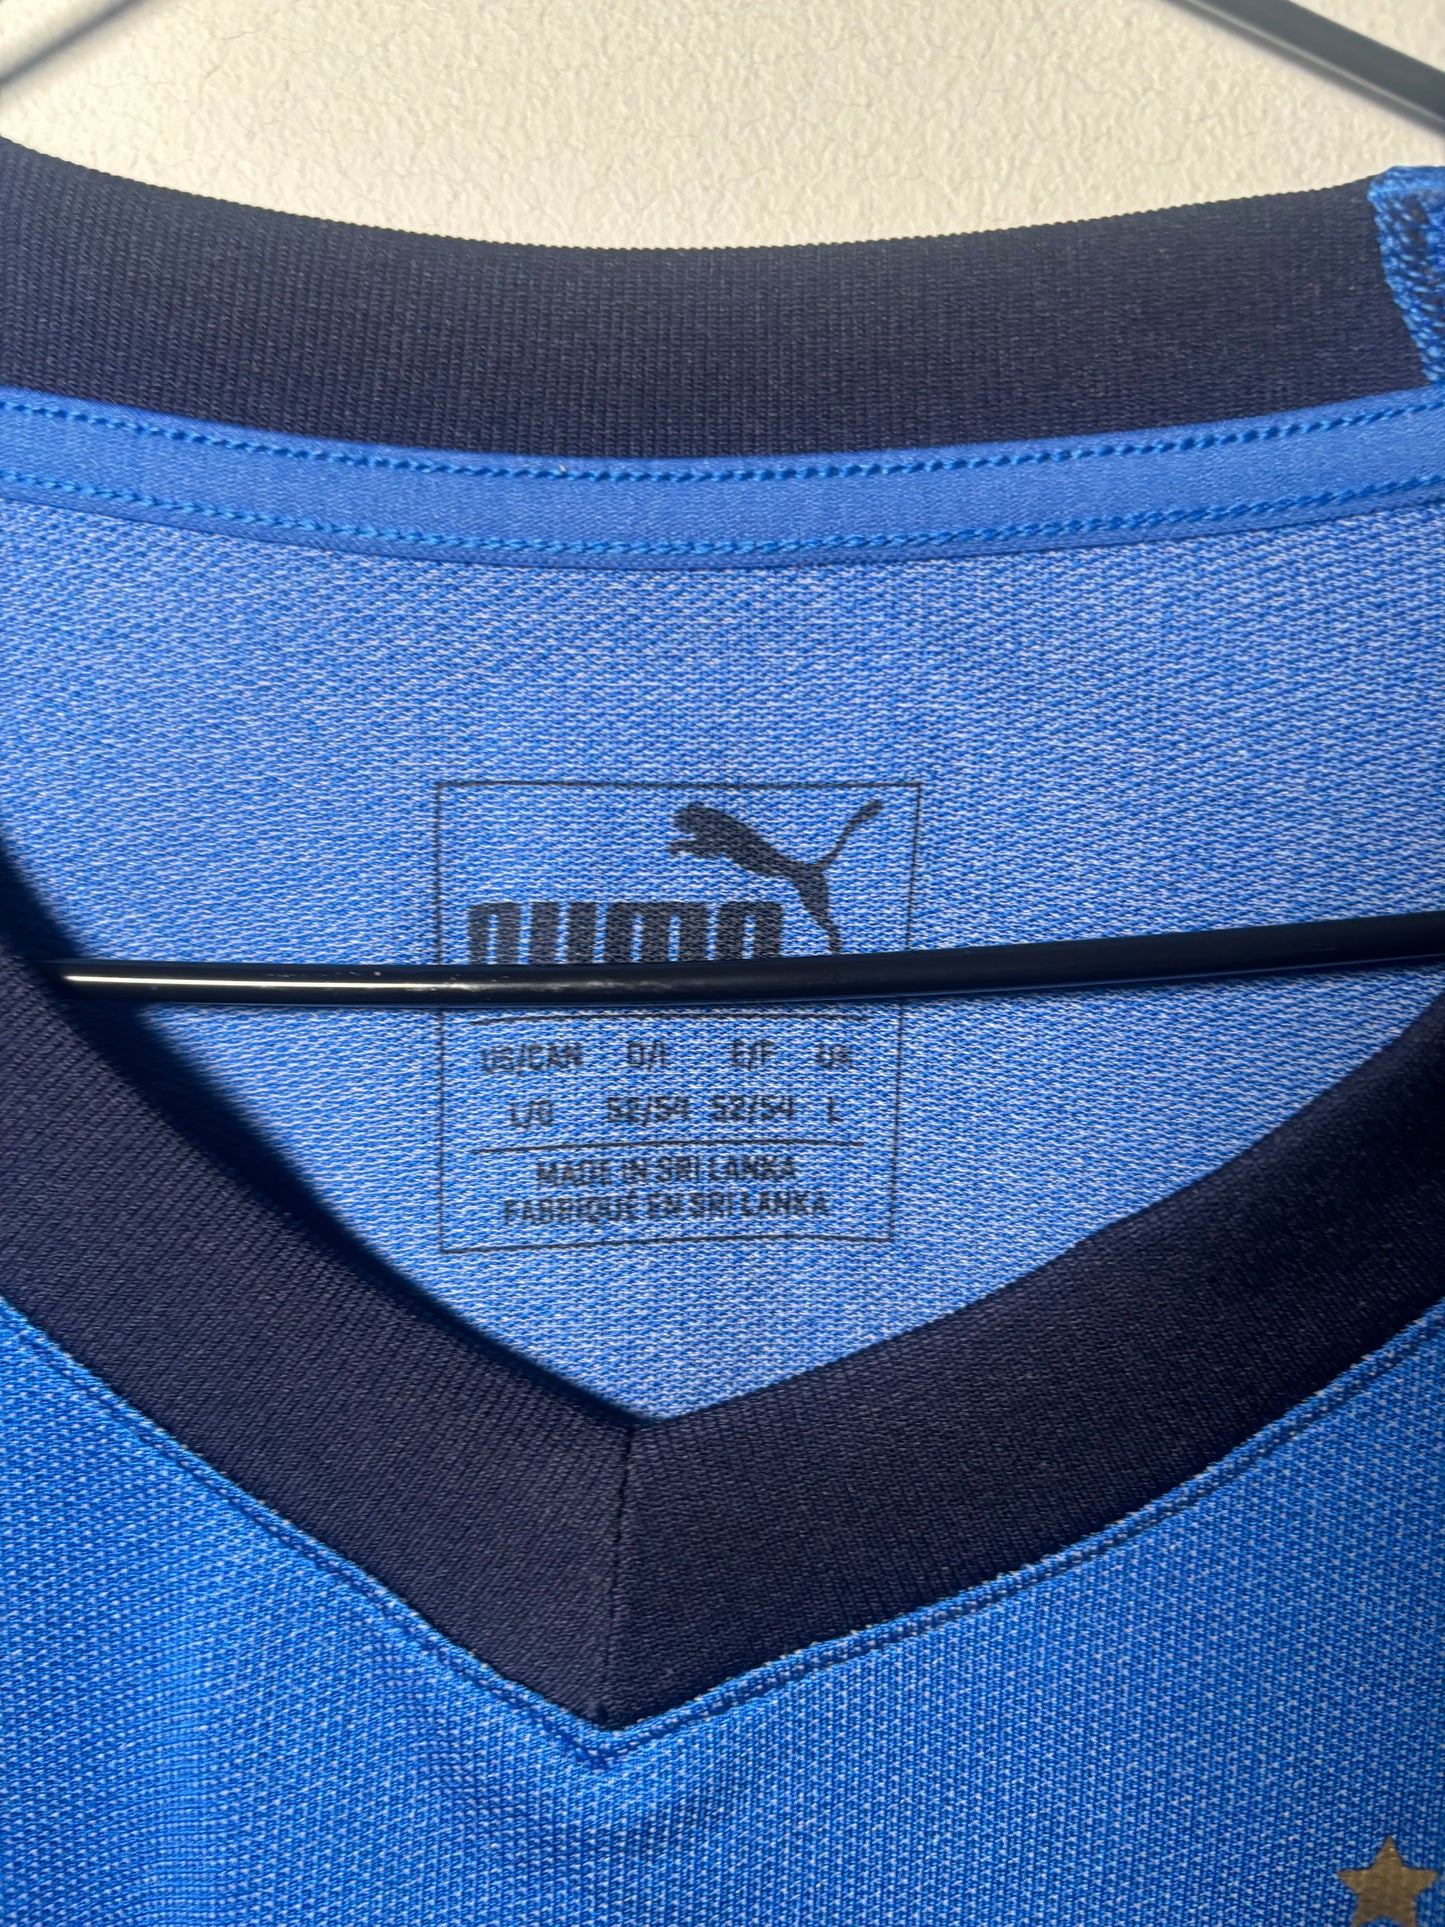 PUMA
US/CAN D/I E/F UK
L/G 52/54 52/54 L
MADE IN SRI LANKA
FABRIQUÉ EN SRI LANKA